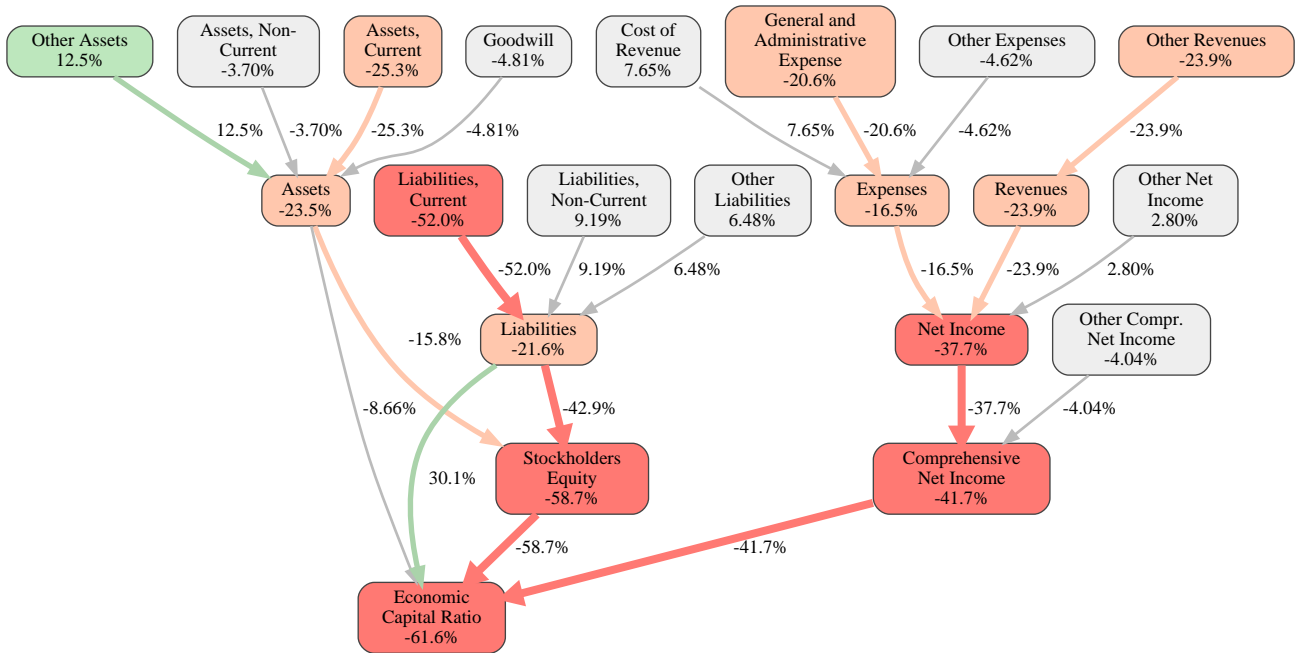 Other Assets
12.5%
Assets, Non-
Current
-3.70%
Assets,
Current
-25.3%
Goodwill
-4.81%
Cost of
Revenue
7.65%
General and
Administrative
Expense
-20.6%
Other Expenses
-4.62%
Other Revenues
-23.9%
12.5%
-3.70%
-25.3%
-4.81%
7.65%
-20.6%
-4.62%
-23.9%
Assets
-23.5%
Liabilities,
Current
-52.0%
Liabilities,
Non-Current
9.19%
Other
Liabilities
6.48%
Expenses
-16.5%
Revenues
-23.9%
Other Net
Income
2.80%
-52.0%
9.19%
6.48%
-16.5%
-23.9%
2.80%
-15.8%
Liabilities
-21.6%
Net Income
-37.7%
Other Compr.
Net Income
-4.04%
-8.66%
-42.9%
-37.7%
-4.04%
30.1%
Stockholders
Equity
-58.7%
Comprehensive
Net Income
-41.7%
-58.7%
-41.7%
Economic
Capital Ratio
-61.6%